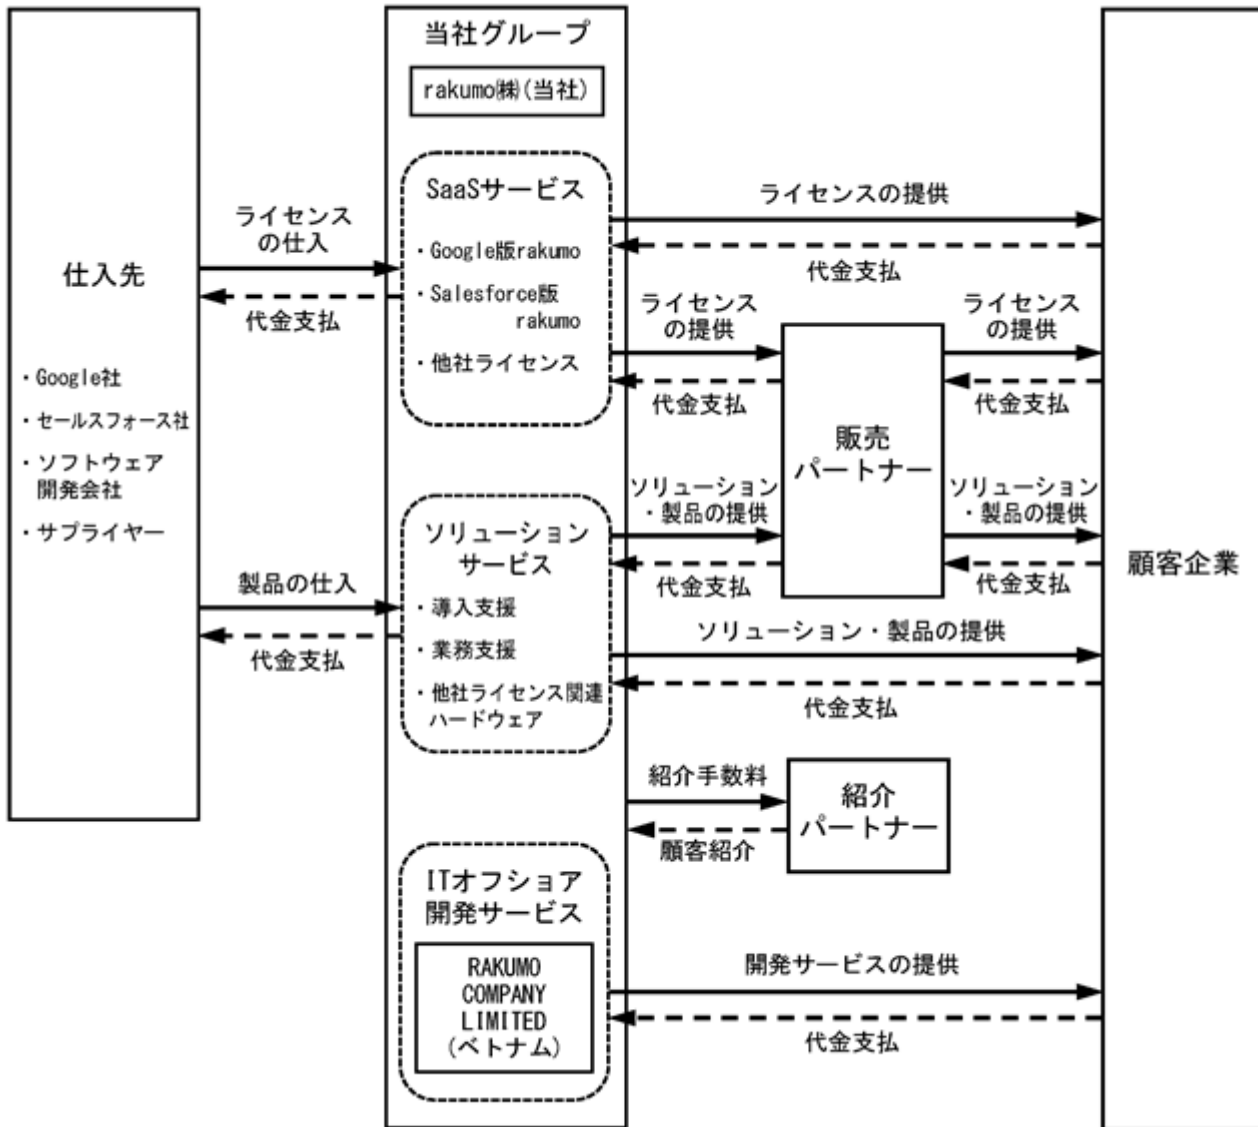 当社グループ
rakumo㈱(当社)
仕入先
・Google社
・セールスフォース社
・ソフトウェア
開発会社
・サプライヤー
ライセンス
の仕入
代金支払
製品の仕入
代金支払
SaaSサービス
・Google版rakumo
・Salesforce版
rakumo
・他社ライセンス
ソリューション
サービス
・導入支援
・業務支援
・他社ライセンス関連
ハードウェア
ITオフショア
開発サービス
RAKUMO
COMPANY
LIMITED
(ベトナム)
ライセンスの提供
代金支払
ライセンス
の提供
代金支払
ソリューション
・製品の提供
代金支払
販売
パートナー
ライセンス
の提供
代金支払
ソリューション
・製品の提供
代金支払
ソリューション・製品の提供
代金支払
紹介手数料
顧客紹介
紹介
パートナー
開発サービスの提供
代金支払
顧客企業